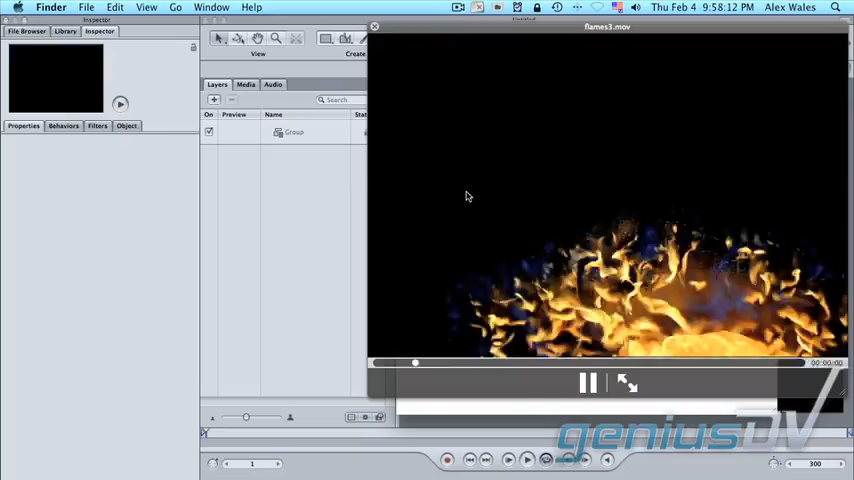 Finder File Edit View Go Window Help Thu Feb 4 9:58:12 PM Alex Wales
Inspector
flames3.mov
File Browser Library Inspector
View Create
Layers Media Audio
Search
On Preview Name
Group
Properties Behaviors Filters Object
00:00:00
geniusDV
1
300